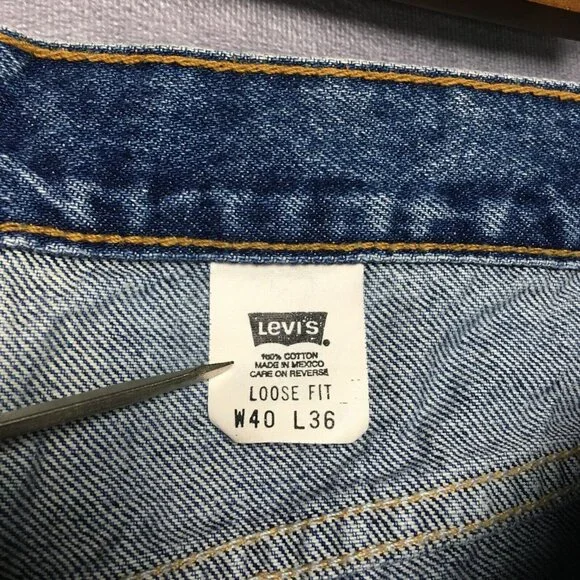 Levi's
100% COTTON
MADE IN MEXICO
CARE ON REVERSE
LOOSE FIT
W40 L36